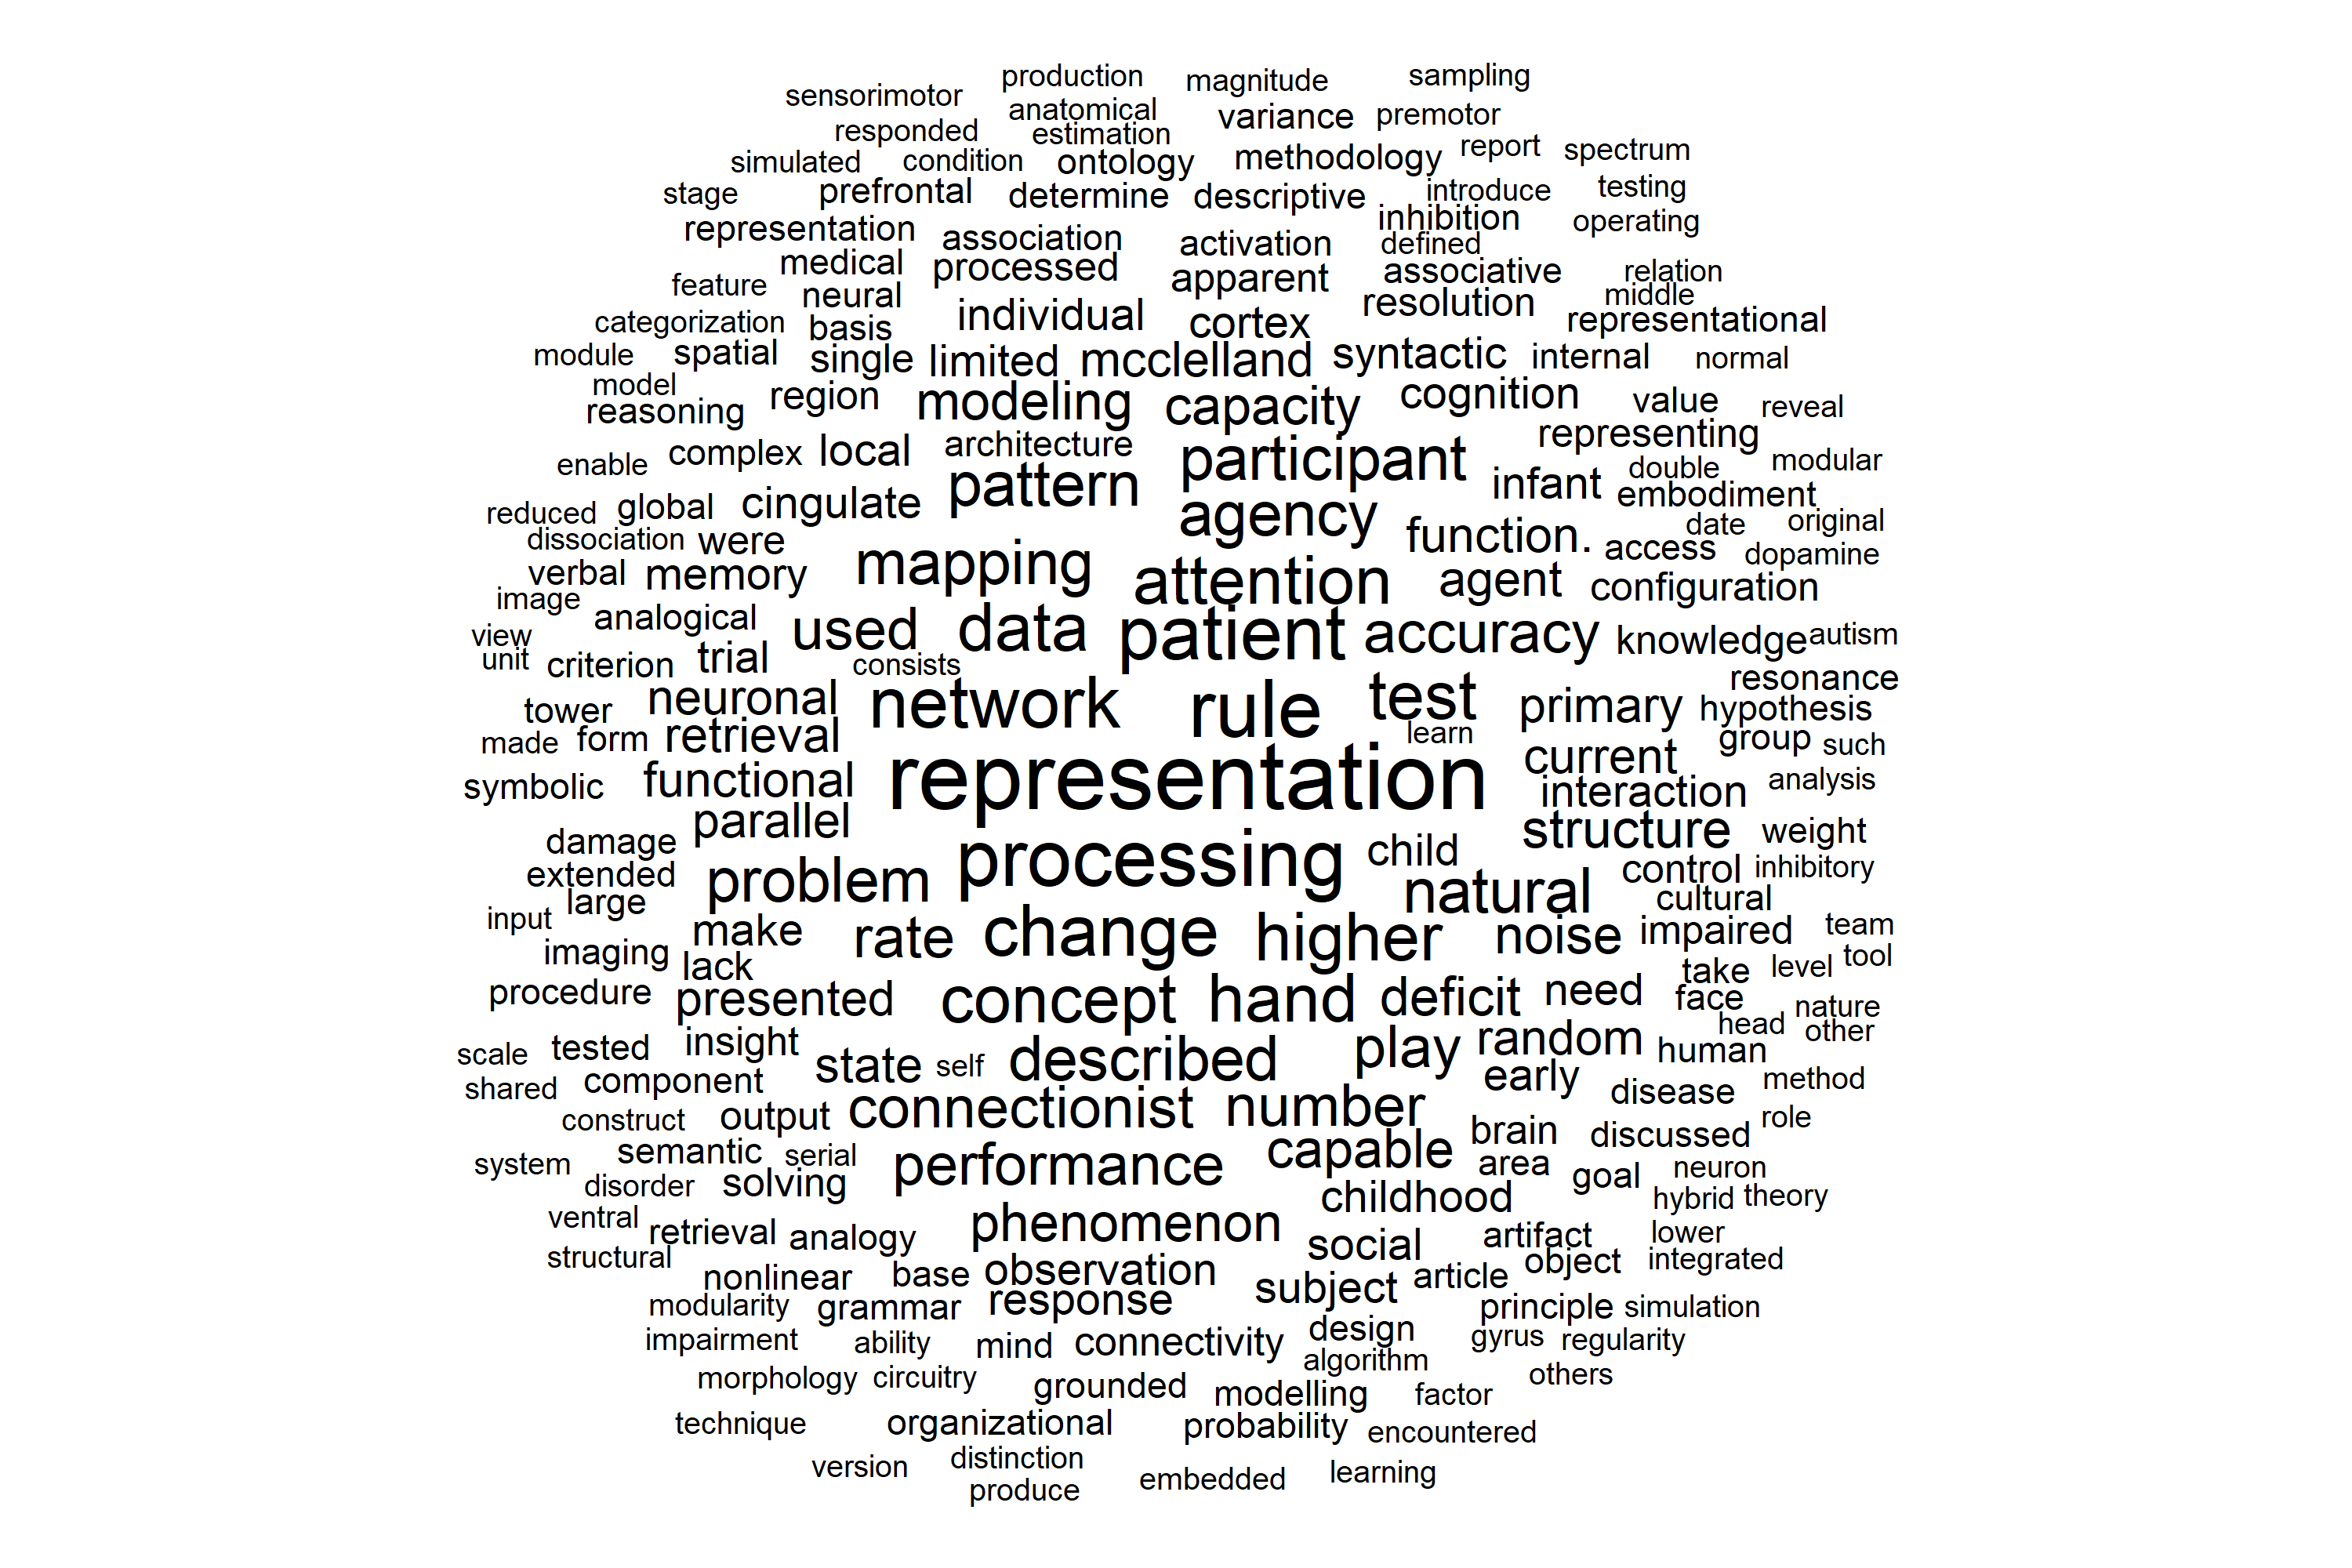 production magnitude sampling
sensorimotor anatomical variance premotor
responded estimation
simulated condition ontology methodology report spectrum
stage prefrontal determine descriptive introduce testing
representation association activation inhibition operating
defined
medical processed apparent associative relation
feature neural individual cortex resolution middle
categorization basis representational
module spatial single limited mcclelland syntactic internal normal
model region modeling capacity cognition value reveal
reasoning
enable complex local architecture participant representing double modular
reduced global cingulate pattern agency infant embodiment
dissociation were function. date original
access dopamine
verbal memory mapping attention agent configuration
image
analogical used data patient accuracy knowledge autism
view
unit criterion trial consists resonance
tower neuronal network rule test primary hypothesis
made form retrieval learn group such
symbolic functional representation current interaction analysis
damage parallel structure weight
extended problem processing child control inhibitory
input large natural cultural
imaging make rate change higher noise impaired team
lack take level tool
procedure presented concept hand deficit need face nature
head other
scale tested insight state self described play random human
shared component early disease method
construct output connectionist number role
system semantic serial performance capable brain discussed
area neuron
disorder solving childhood goal hybrid theory
ventral retrieval analogy phenomenon social artifact lower
structural nonlinear base observation subject article object integrated
modularity grammar response principle simulation
impairment ability mind connectivity design gyrus regularity
algorithm
morphology circuitry grounded modelling factor others
technique organizational probability encountered
version distinction embedded learning
produce